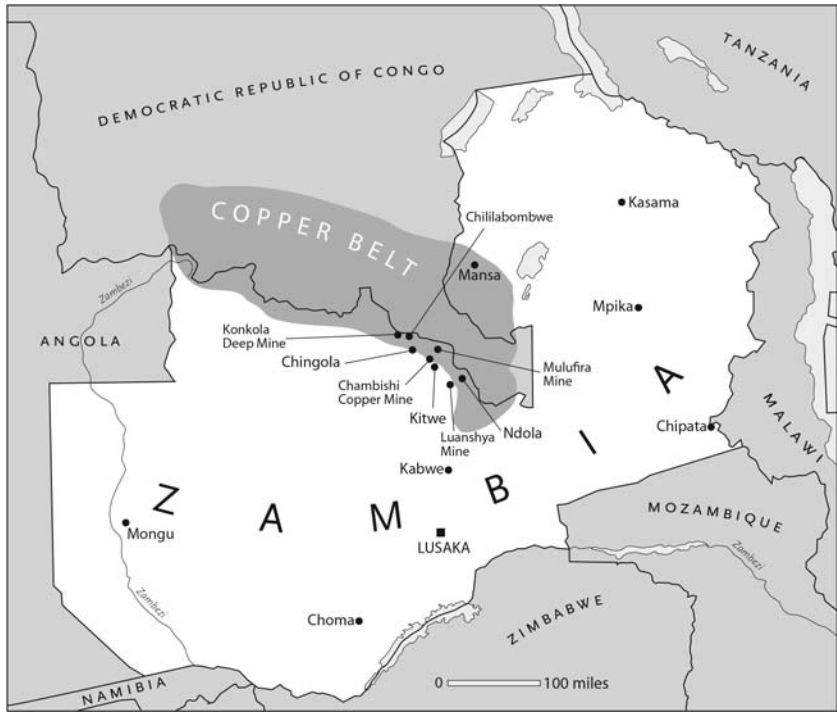 TANZANIA
DEMOCRATIC REPUBLIC OF CONGO
COPPER BELT
Chililabombwe
Kasama
Mansa
Zambezi
Mpika
ANGOLA
Konkola
Deep Mine
Chingola
Mulufira
Mine
Chambishi
Copper Mine
Kitwe
Luanshya
Mine
Ndola
Chipata
MALAWI
Kabwe
ZAMBIA
MOZAMBIQUE
Mongu
LUSAKA
Zambezi
Zambezi
Choma
ZIMBABWE
NAMIBIA
0 100 miles